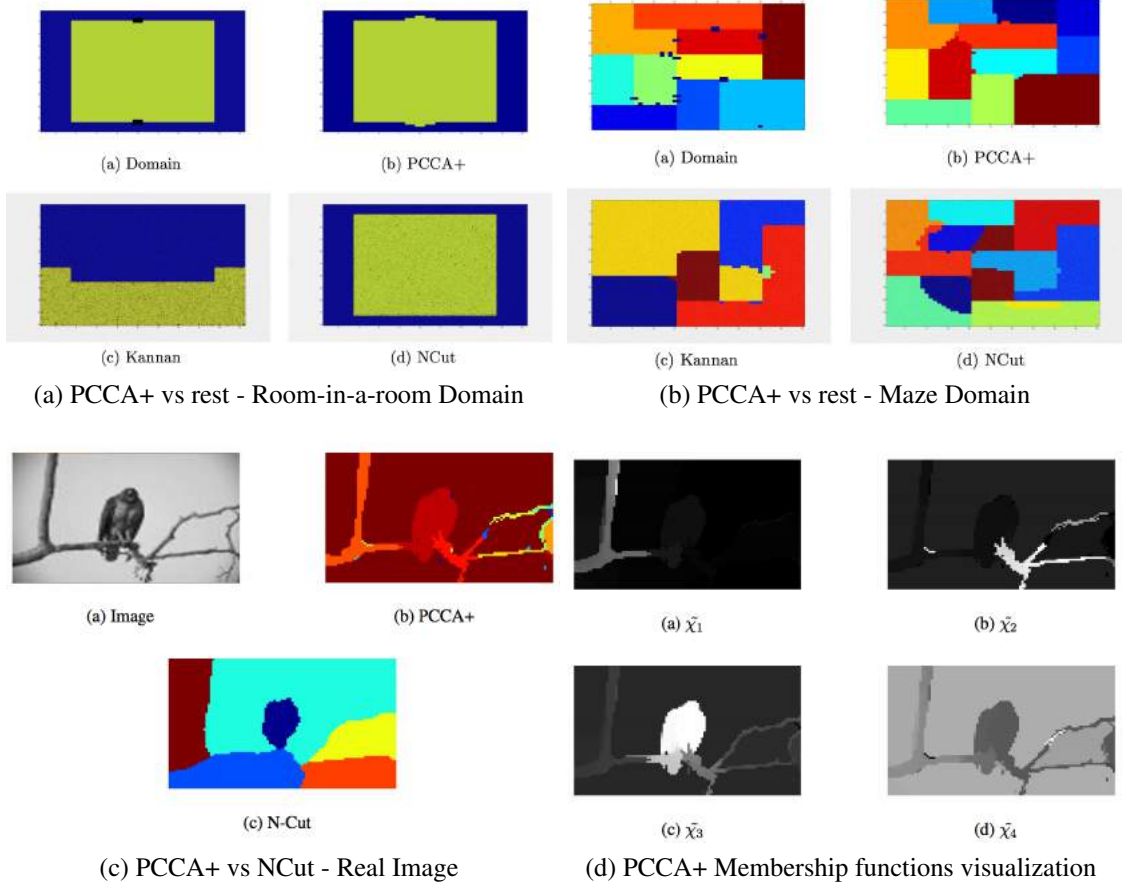 (a) Domain
(b) PCCA+
(c) Kannan
(d) NCut
(a) PCCA+ vs rest - Room-in-a-room Domain
(a) Domain
(b) PCCA+
(c) Kannan
(d) NCut
(b) PCCA+ vs rest - Maze Domain
(a) Image
(b) PCCA+
(c) N-Cut
(c) PCCA+ vs NCut - Real Image
(a) χ̃₁
(b) χ̃₂
(c) χ̃₃
(d) χ̃₄
(d) PCCA+ Membership functions visualization